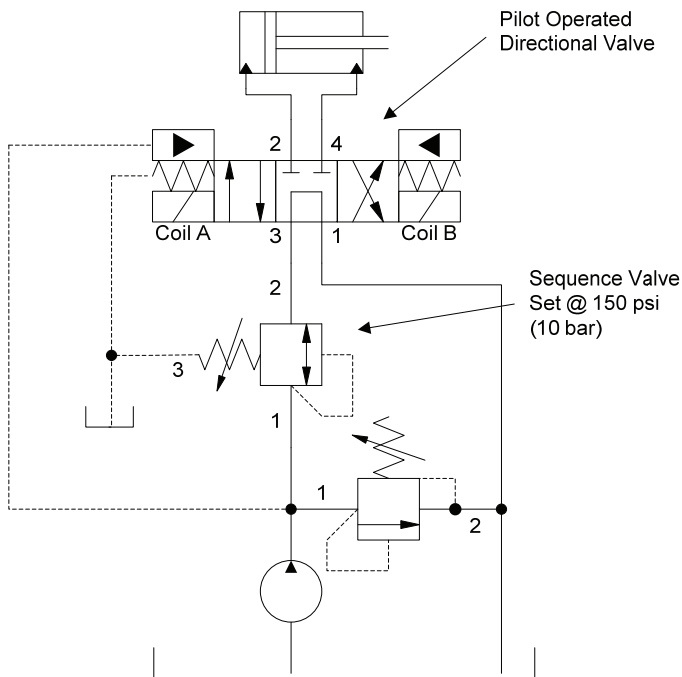 Pilot Operated
Directional Valve
2
4
Coil A
3
1
Coil B
2
Sequence Valve
Set @ 150 psi
(10 bar)
3
1
1
2